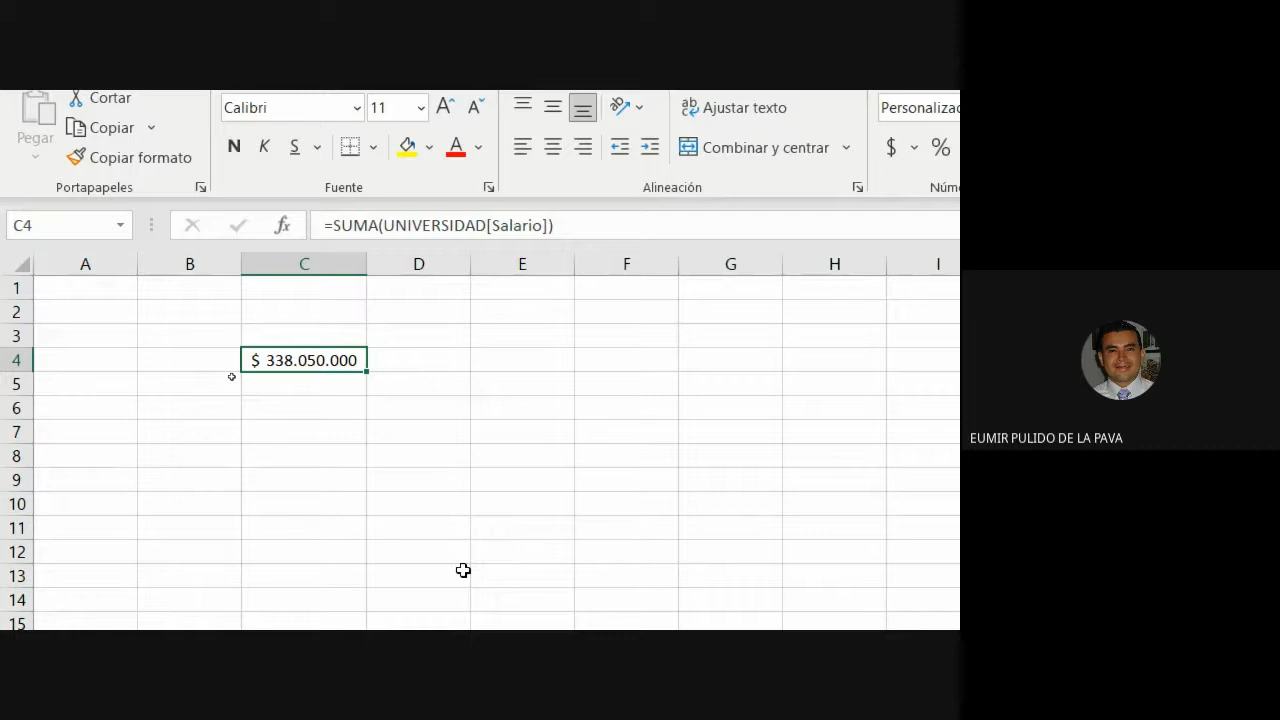 Cortar
Pegar
Copiar
Copiar formato
Portapapeles
Calibri 11 A A
N K S A
Fuente
ab Ajustar texto
Combinar y centrar
Alineación
Personalizac
$ %
Núm
C4 fx =SUMA(UNIVERSIDAD[Salario])
A B C D E F G H I
1
2
3
4 $ 338.050.000
5
6
7
8
9
10
11
12
13
14
15
EUMIR PULIDO DE LA PAVA